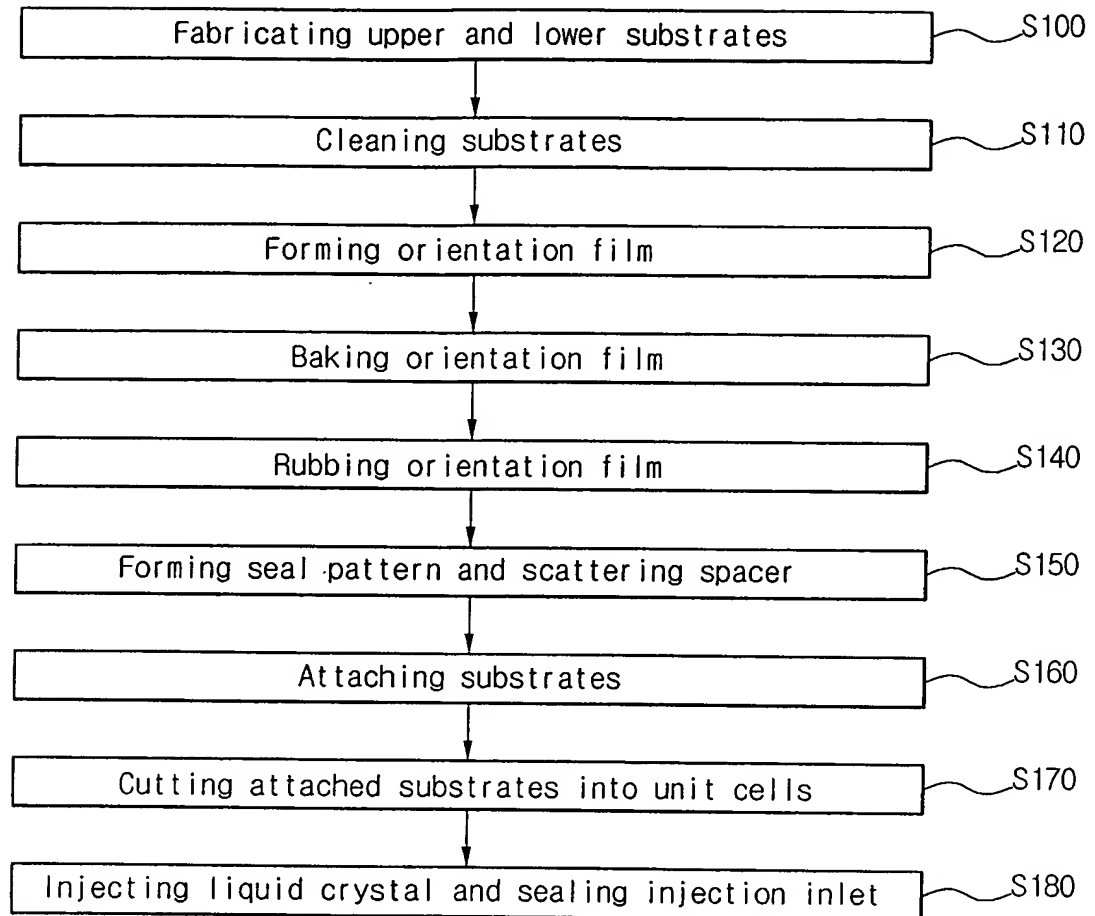 Fabricating upper and lower substrates S100
Cleaning substrates S110
Forming orientation film S120
Baking orientation film S130
Rubbing orientation film S140
Forming seal pattern and scattering spacer S150
Attaching substrates S160
Cutting attached substrates into unit cells S170
Injecting liquid crystal and sealing injection inlet S180